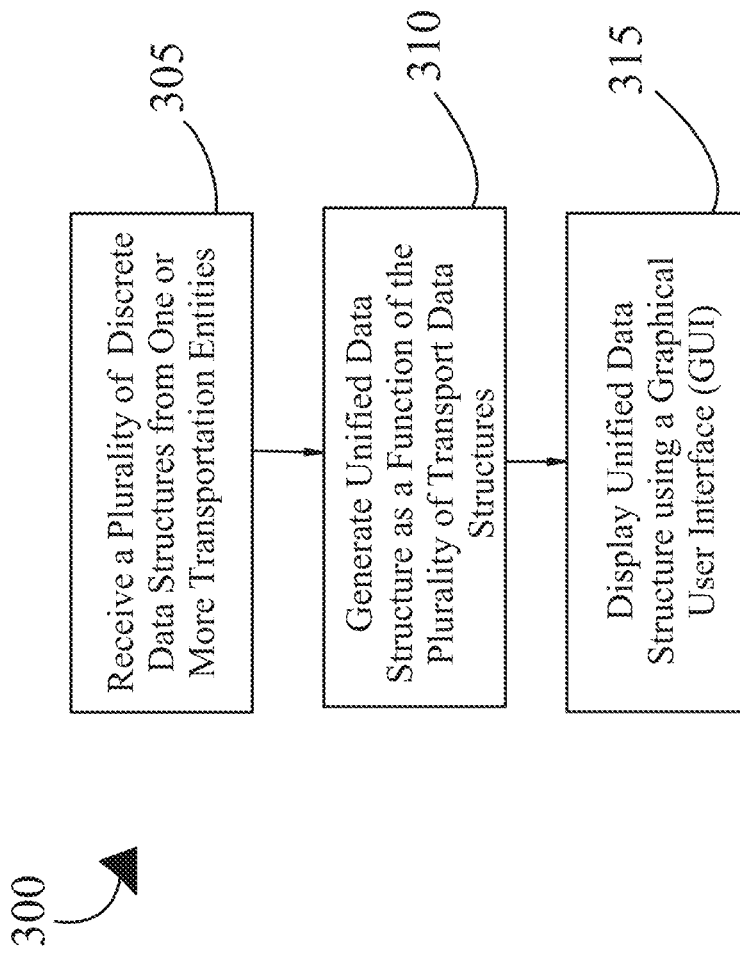 300
Receive a Plurality of Discrete
Data Structures from One or
More Transportation Entities
305
Generate Unified Data
Structure as a Function of the
Plurality of Transport Data
Structures
310
Display Unified Data
Structure using a Graphical
User Interface (GUI)
315